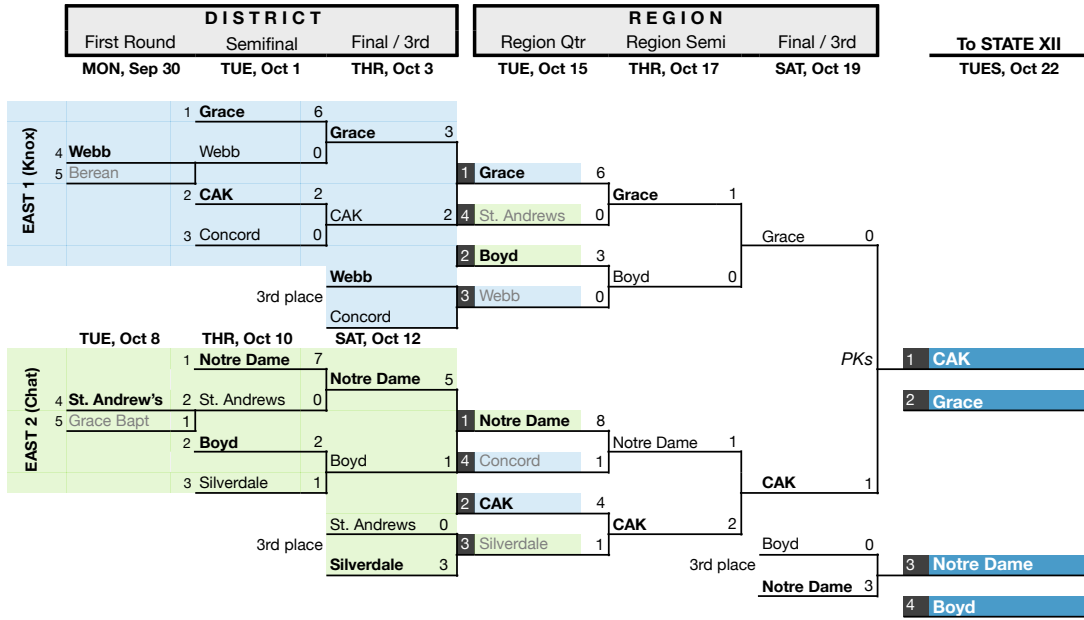 DISTRICT REGION
First Round Semifinal Final / 3rd Region Qtr Region Semi Final / 3rd To STATE XII
MON, Sep 30 TUE, Oct 1 THR, Oct 3 TUE, Oct 15 THR, Oct 17 SAT, Oct 19 TUES, Oct 22
EAST 1 (Knox)
1 Grace 6
Grace 3
4 Webb Webb 0
5 Berean 1 Grace 6
2 CAK 2 Grace 1
CAK 2 4 St. Andrews 0
3 Concord 0 Grace 0
2 Boyd 3
Webb Boyd 0
3rd place 3 Webb 0
Concord
TUE, Oct 8 THR, Oct 10 SAT, Oct 12
EAST 2 (Chat)
1 Notre Dame 7 PKs 1 CAK
Notre Dame 5
4 St. Andrew's 2 St. Andrews 0 2 Grace
5 Grace Bapt 1 1 Notre Dame 8
2 Boyd 2 Notre Dame 1
Boyd 1 4 Concord 1
3 Silverdale 1 CAK 1
2 CAK 4
St. Andrews 0 CAK 2
3rd place 3 Silverdale 1 Boyd 0
Silverdale 3 3rd place 3 Notre Dame
Notre Dame 3
4 Boyd